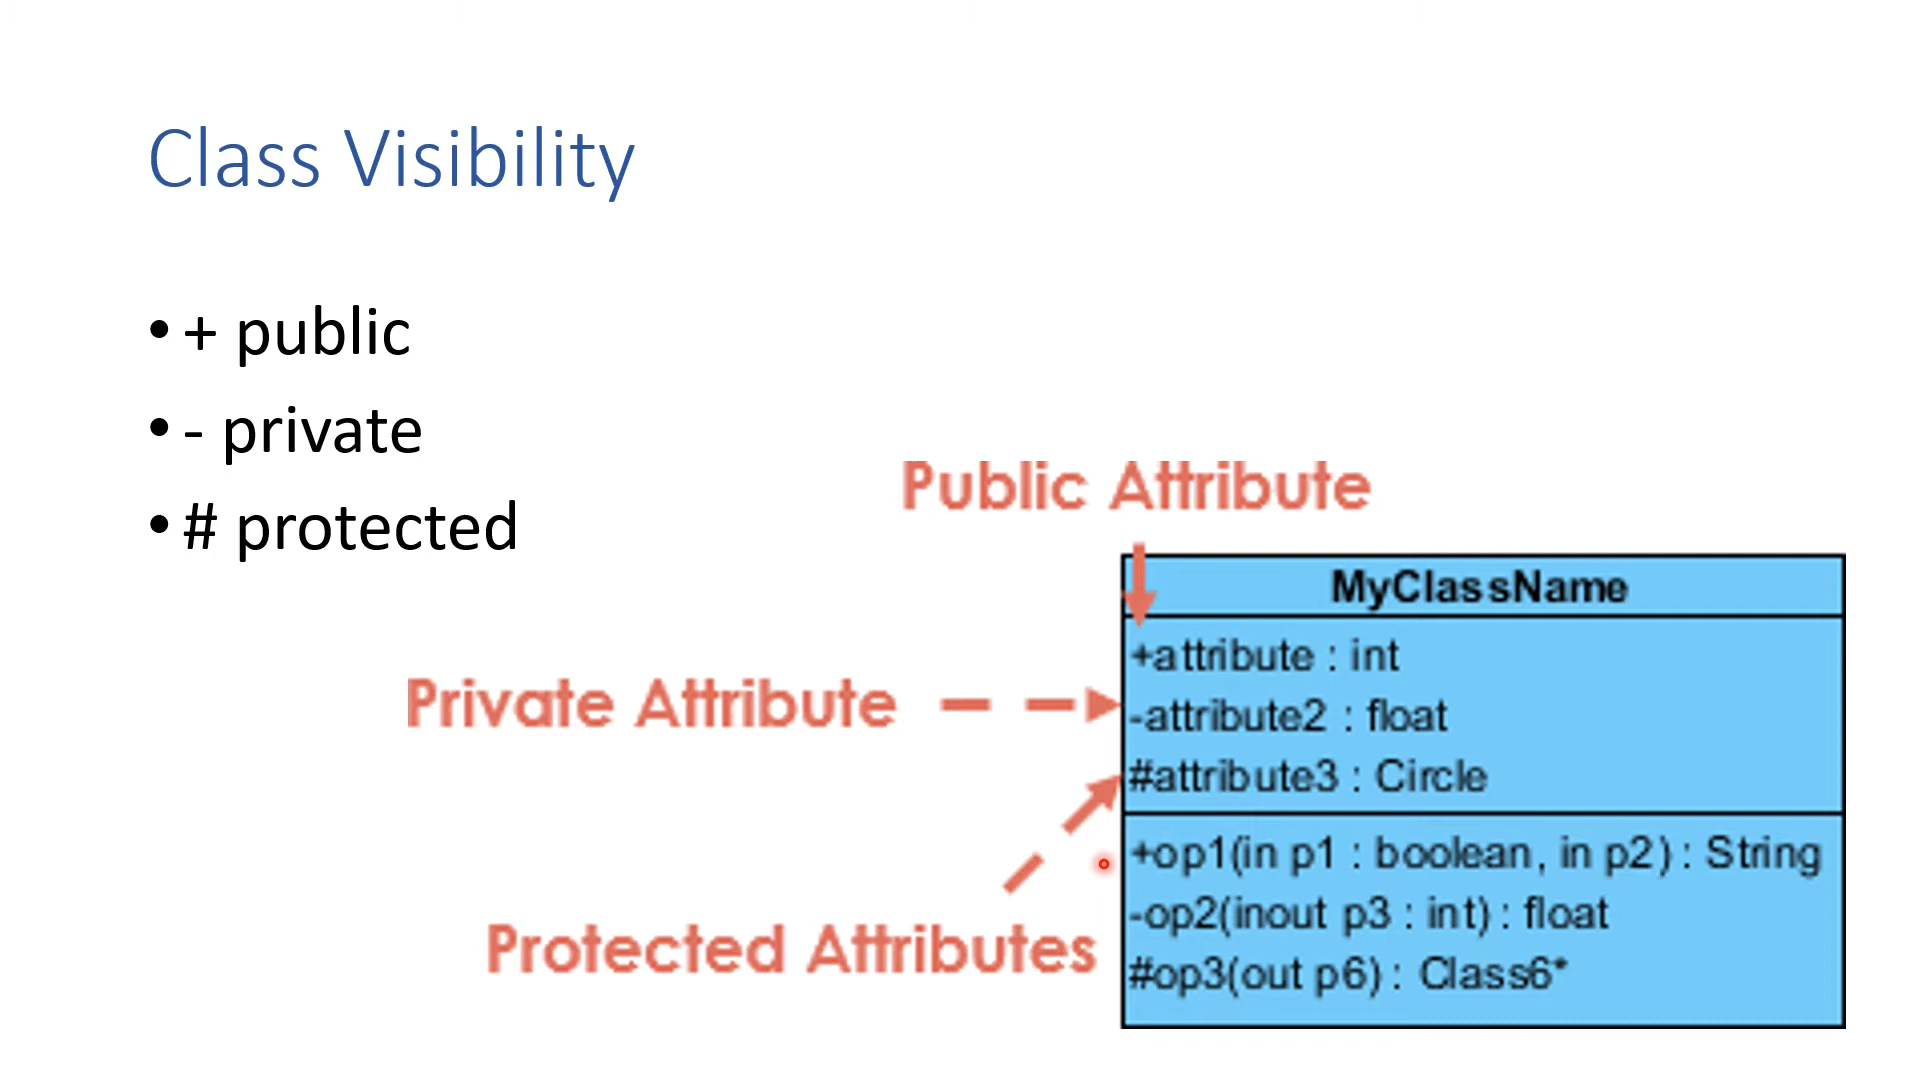 Class Visibility
• + public
• - private
• # protected
Public Attribute
Private Attribute
Protected Attributes
MyClassName
+attribute : int
-attribute2 : float
#attribute3 : Circle
+op1(in p1 : boolean, in p2) : String
-op2(inout p3 : int) : float
#op3(out p6) : Class6*